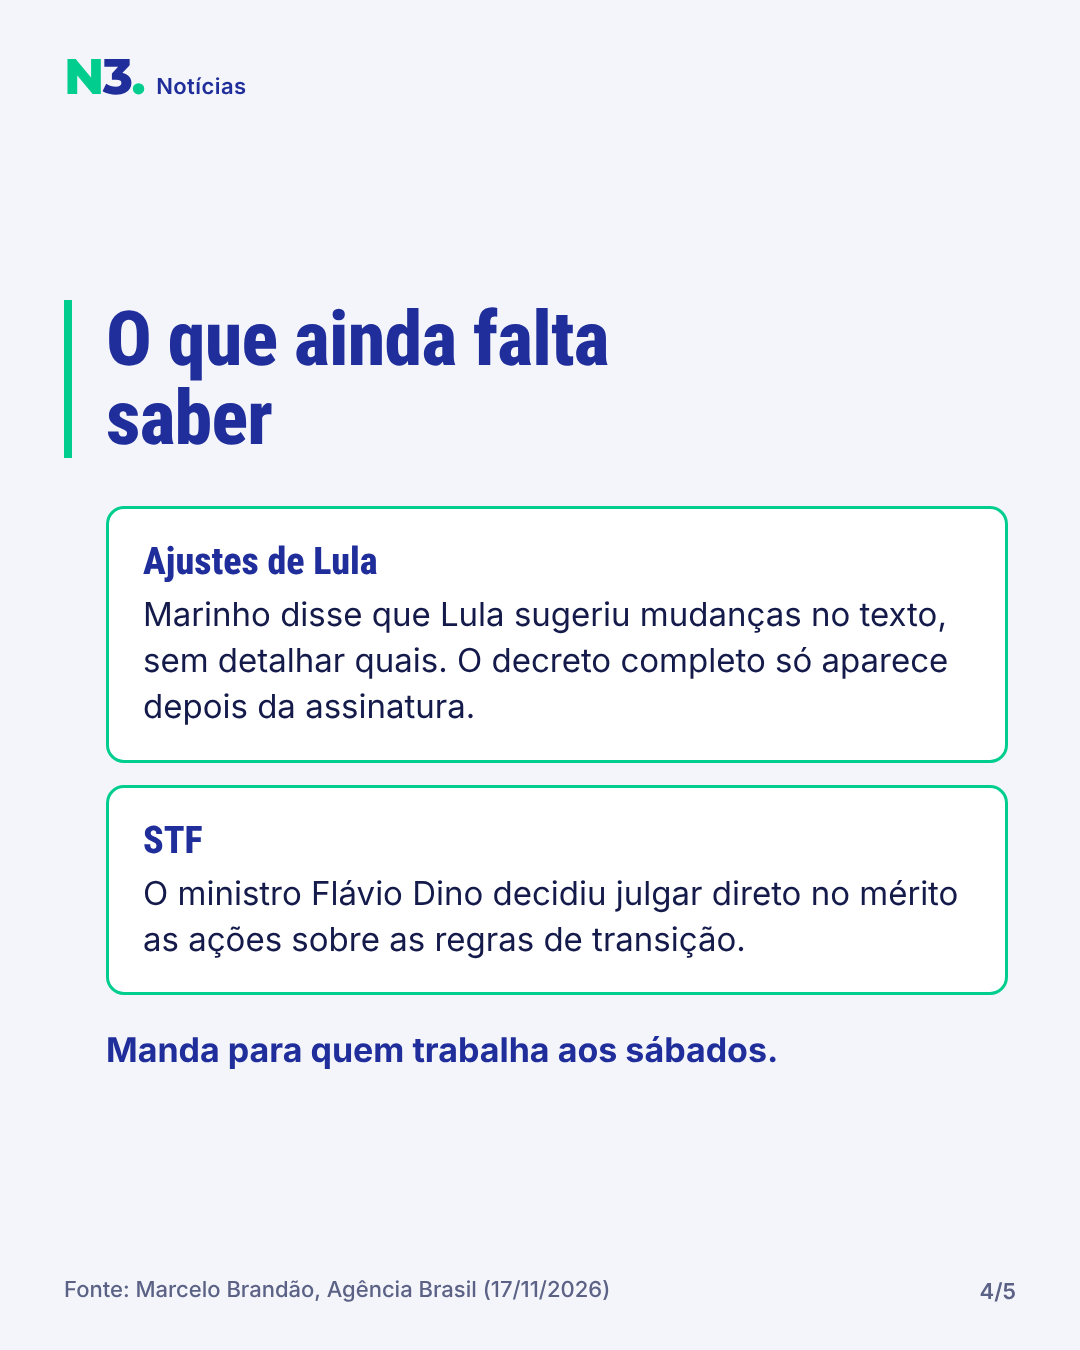 N3. Notícias
O que ainda falta
saber
Ajustes de Lula
Marinho disse que Lula sugeriu mudanças no texto,
sem detalhar quais. O decreto completo só aparece
depois da assinatura.
STF
O ministro Flávio Dino decidiu julgar direto no mérito
as ações sobre as regras de transição.
Manda para quem trabalha aos sábados.
Fonte: Marcelo Brandão, Agência Brasil (17/11/2026)
4/5